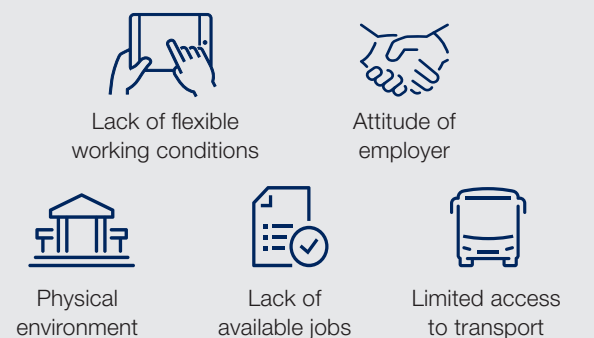 Lack of flexible
working conditions
Attitude of
employer
Physical
environment
Lack of
available jobs
Limited access
to transport